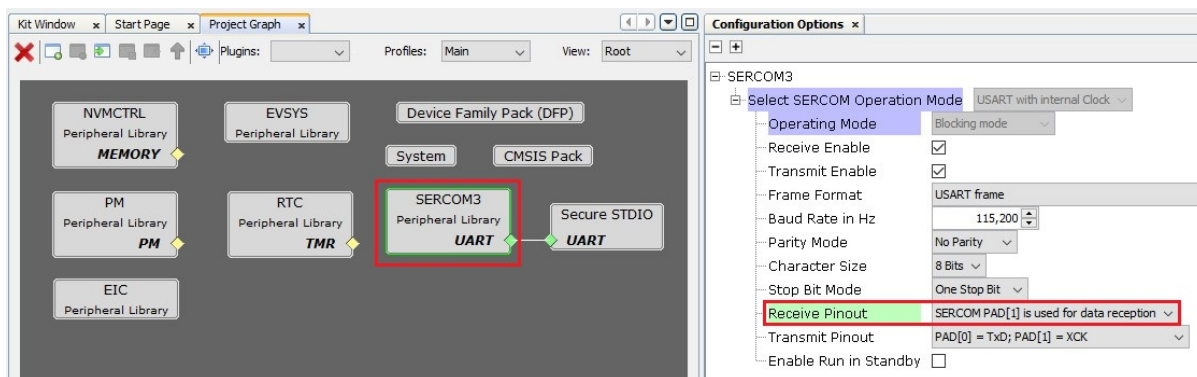 Kit Window x Start Page x Project Graph x
Plugins: Profiles: Main View: Root
NVMCTRL
Peripheral Library
MEMORY
EVSYS
Peripheral Library
Device Family Pack (DFP)
System
CMSIS Pack
PM
Peripheral Library
PM
RTC
Peripheral Library
TMR
SERCOM3
Peripheral Library
UART
Secure STDIO
UART
EIC
Peripheral Library
Configuration Options x
SERCOM3
Select SERCOM Operation Mode USART with internal Clock
Operating Mode Blocking mode
Receive Enable
Transmit Enable
Frame Format USART frame
Baud Rate in Hz 115,200
Parity Mode No Parity
Character Size 8 Bits
Stop Bit Mode One Stop Bit
Receive Pinout SERCOM PAD[1] is used for data reception
Transmit Pinout PAD[0] = TxD; PAD[1] = XCK
Enable Run in Standby